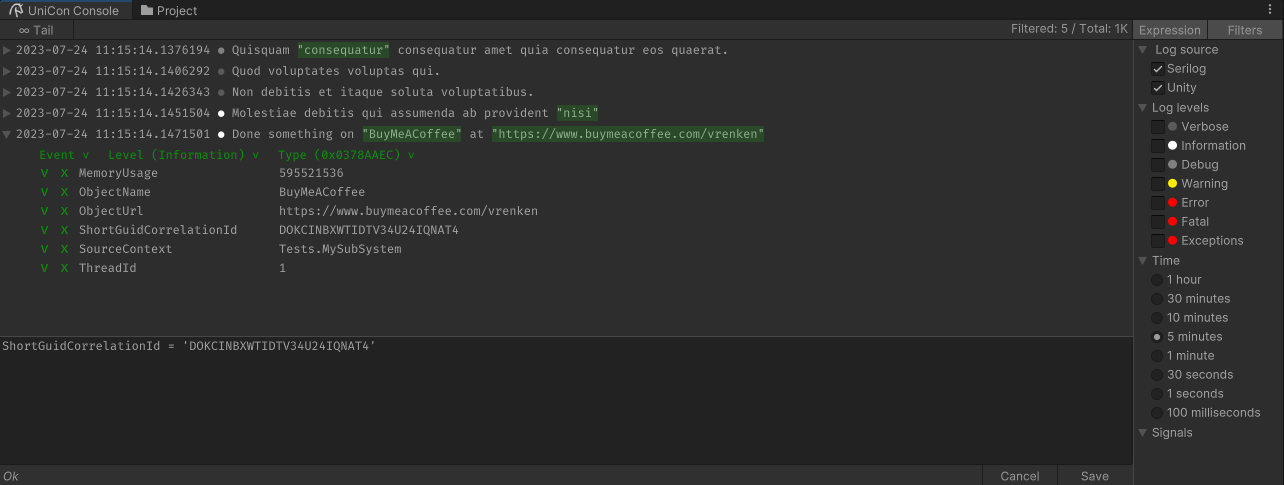 UniCon Console Project
∞ Tail Filtered: 5 / Total: 1K Expression Filters
2023-07-24 11:15:14.1376194 Quisquam "consequatur" consequatur amet quia consequatur eos quaerat.
2023-07-24 11:15:14.1406292 Quod voluptates voluptas qui.
2023-07-24 11:15:14.1426343 Non debitis et itaque soluta voluptatibus.
2023-07-24 11:15:14.1451504 Molestiae debitis qui assumenda ab provident "nisi"
2023-07-24 11:15:14.1471501 Done something on "BuyMeACoffee" at "https://www.buymeacoffee.com/vrenken"
Event v Level (Information) v Type (0x0378AAEC) v
V X MemoryUsage 595521536
V X ObjectName BuyMeACoffee
V X ObjectUrl https://www.buymeacoffee.com/vrenken
V X ShortGuidCorrelationId DOKCINBXWTIDTV34U24IQNAT4
V X SourceContext Tests.MySubSystem
V X ThreadId 1
ShortGuidCorrelationId = 'DOKCINBXWTIDTV34U24IQNAT4'
Ok Cancel Save
Log source
Serilog
Unity
Log levels
Verbose
Information
Debug
Warning
Error
Fatal
Exceptions
Time
1 hour
30 minutes
10 minutes
5 minutes
1 minute
30 seconds
1 seconds
100 milliseconds
Signals